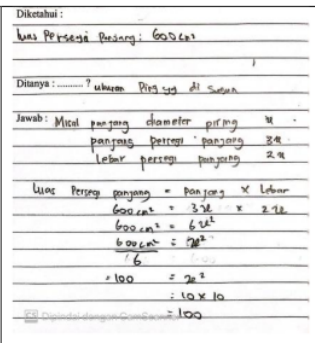 Diketahui :
luas Persegi Panjang : 600 cm²
Ditanya : .......... ? ukuran Piring yg di susun
Jawab : Misal panjang diameter piring x
panjang persegi panjang 3x
Lebar persegi panjang 2x
Luas Persegi panjang = panjang x Lebar
600 cm² = 3x x 2x
600 cm² = 6x²
600 cm² = x²
6
= 100 = x²
= 10 x 10
= 100
CS Dipindai dengan CamScanner